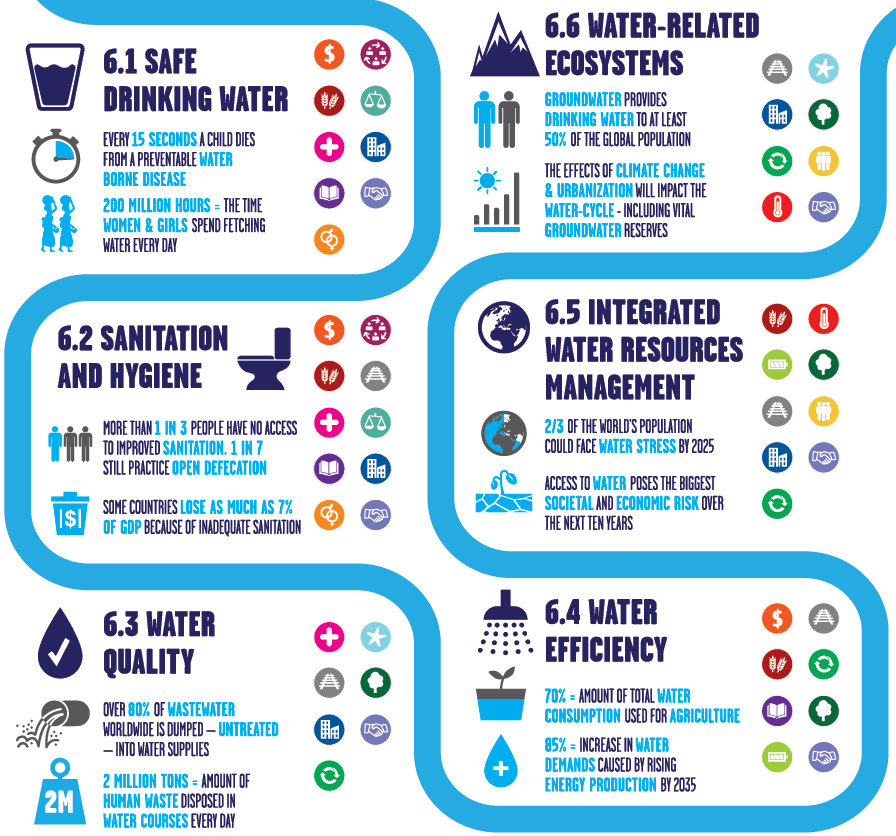 6.1 SAFE
DRINKING WATER
$
EVERY 15 SECONDS A CHILD DIES
FROM A PREVENTABLE WATER
BORNE DISEASE
200 MILLION HOURS = THE TIME
WOMEN & GIRLS SPEND FETCHING
WATER EVERY DAY
6.2 SANITATION
AND HYGIENE
$
MORE THAN 1 IN 3 PEOPLE HAVE NO ACCESS
TO IMPROVED SANITATION. 1 IN 7
STILL PRACTICE OPEN DEFECATION
$
SOME COUNTRIES LOSE AS MUCH AS 7%
OF GDP BECAUSE OF INADEQUATE SANITATION
6.3 WATER
QUALITY
OVER 80% OF WASTEWATER
WORLDWIDE IS DUMPED – UNTREATED
– INTO WATER SUPPLIES
2M
2 MILLION TONS = AMOUNT OF
HUMAN WASTE DISPOSED IN
WATER COURSES EVERY DAY
6.6 WATER-RELATED
ECOSYSTEMS
GROUNDWATER PROVIDES
DRINKING WATER TO AT LEAST
50% OF THE GLOBAL POPULATION
THE EFFECTS OF CLIMATE CHANGE
& URBANIZATION WILL IMPACT THE
WATER-CYCLE - INCLUDING VITAL
GROUNDWATER RESERVES
6.5 INTEGRATED
WATER RESOURCES
MANAGEMENT
2/3 OF THE WORLD'S POPULATION
COULD FACE WATER STRESS BY 2025
ACCESS TO WATER POSES THE BIGGEST
SOCIETAL AND ECONOMIC RISK OVER
THE NEXT TEN YEARS
6.4 WATER
EFFICIENCY
$
70% = AMOUNT OF TOTAL WATER
CONSUMPTION USED FOR AGRICULTURE
85% = INCREASE IN WATER
DEMANDS CAUSED BY RISING
ENERGY PRODUCTION BY 2035